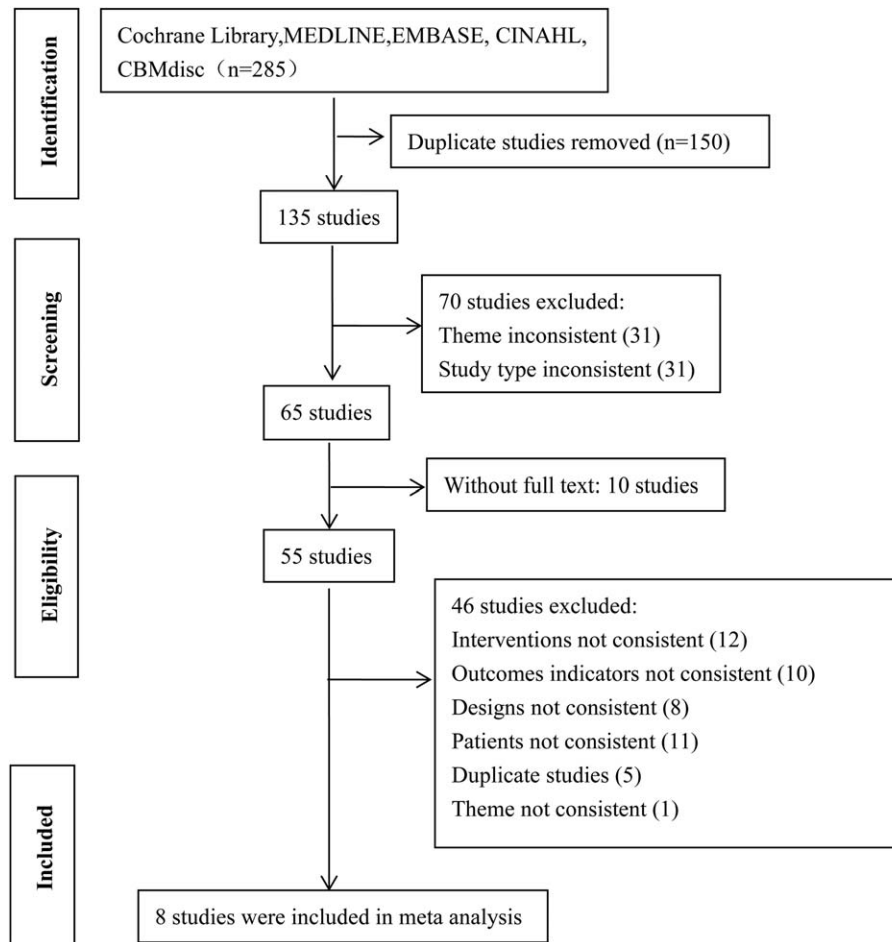 Identification
Cochrane Library,MEDLINE,EMBASE, CINAHL,
CBMdisc（n=285）
Duplicate studies removed (n=150)
135 studies
Screening
70 studies excluded:
Theme inconsistent (31)
Study type inconsistent (31)
65 studies
Eligibility
Without full text: 10 studies
55 studies
46 studies excluded:
Interventions not consistent (12)
Outcomes indicators not consistent (10)
Designs not consistent (8)
Patients not consistent (11)
Duplicate studies (5)
Theme not consistent (1)
Included
8 studies were included in meta analysis